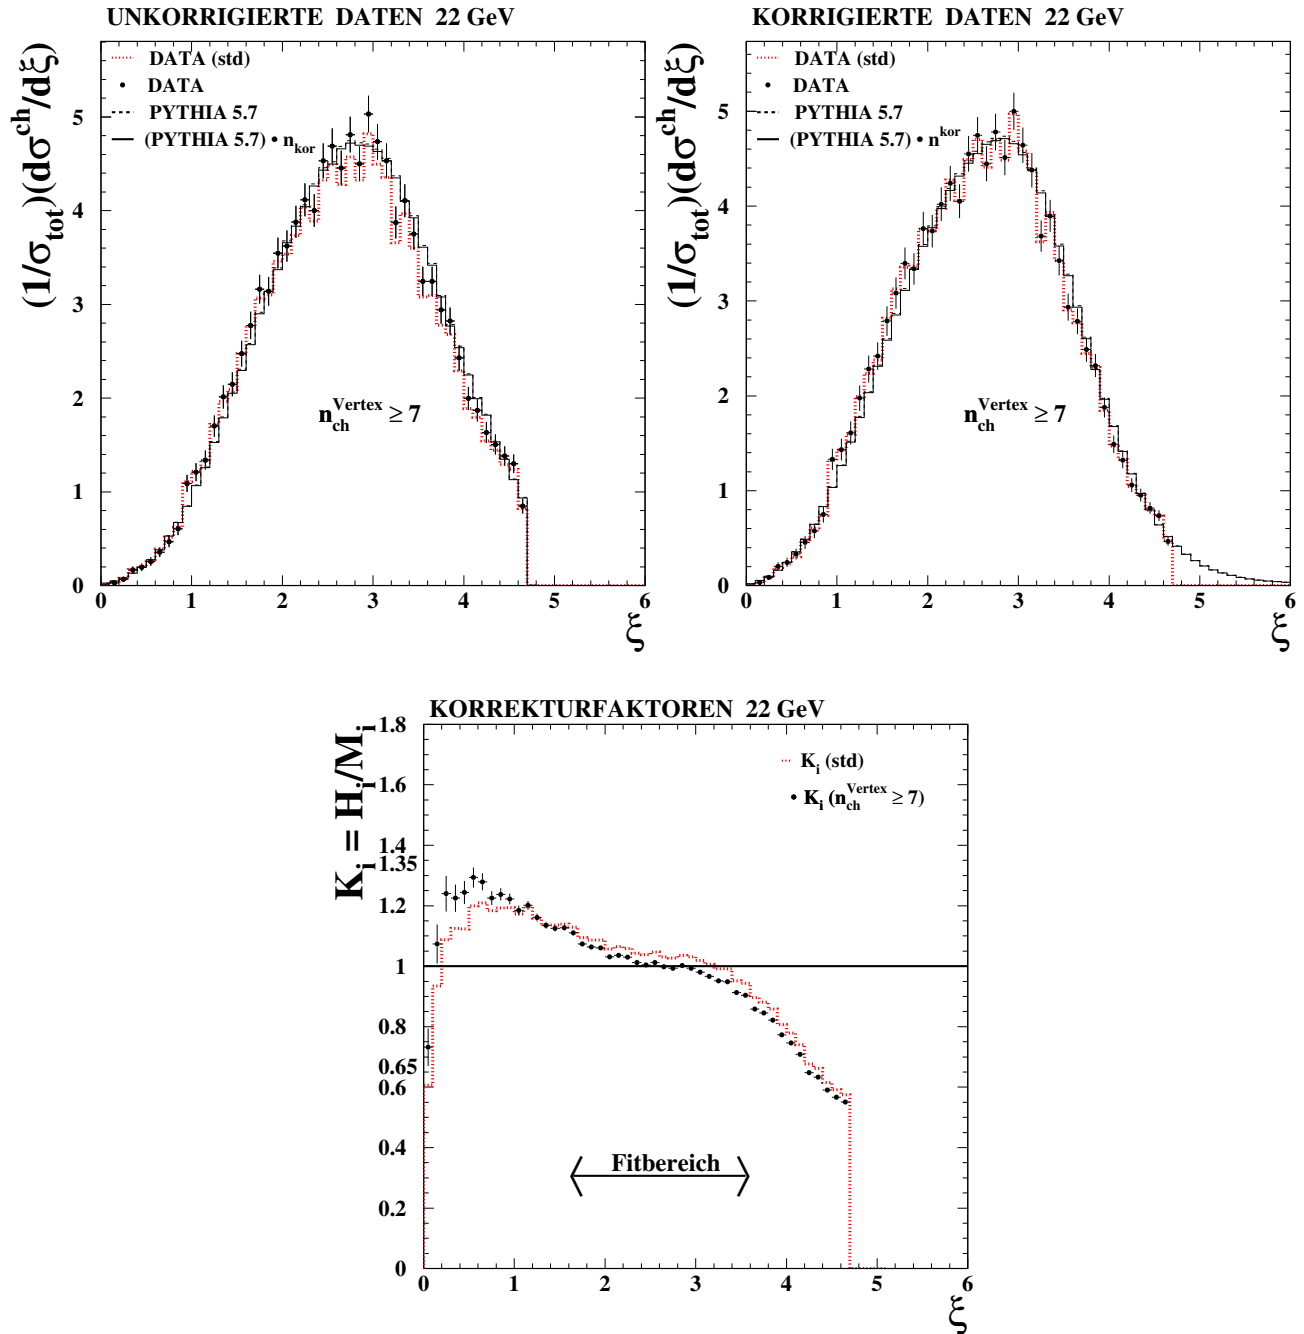 UNKORRIGIERTE DATEN 22 GeV
(1/σ_tot)(dσ^ch/dξ)
DATA (std)
DATA
PYTHIA 5.7
(PYTHIA 5.7) • n_kor
n_ch^Vertex ≥ 7
5
4
3
2
1
0
0 1 2 3 4 5 6
ξ
KORRIGIERTE DATEN 22 GeV
(1/σ_tot)(dσ^ch/dξ)
DATA (std)
DATA
PYTHIA 5.7
(PYTHIA 5.7) • n^kor
n_ch^Vertex ≥ 7
5
4
3
2
1
0
0 1 2 3 4 5 6
ξ
KORREKTURFAKTOREN 22 GeV
K_i = H_i/M_i
K_i (std)
K_i (n_ch^Vertex ≥ 7)
1.8
1.6
1.4
1.35
1.2
1
0.8
0.65
0.6
0.4
0.2
0
Fitbereich
0 1 2 3 4 5 6
ξ